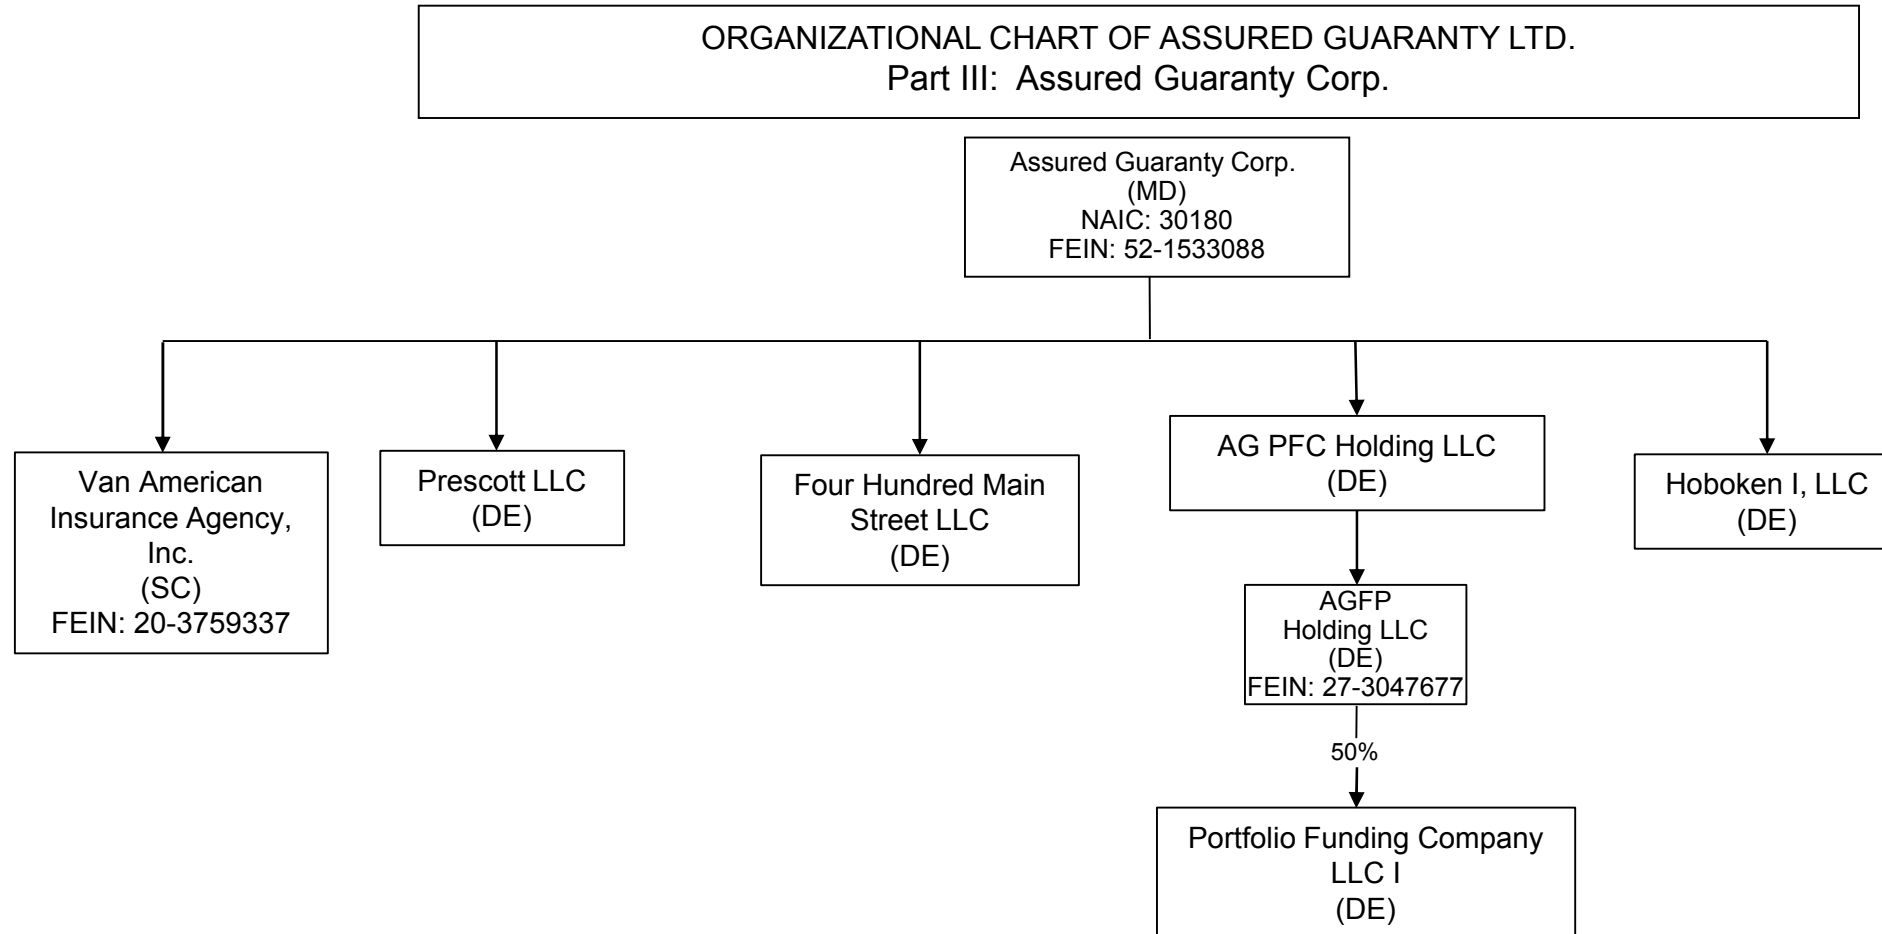 ORGANIZATIONAL CHART OF ASSURED GUARANTY LTD.
Part III:  Assured Guaranty Corp.
Assured Guaranty Corp.
(MD)
NAIC: 30180
FEIN: 52-1533088
Van American
Insurance Agency,
Inc.
(SC)
FEIN: 20-3759337
Prescott LLC
(DE)
Four Hundred Main
Street LLC
(DE)
AG PFC Holding LLC
(DE)
Hoboken I, LLC
(DE)
AGFP
Holding LLC
(DE)
FEIN: 27-3047677
50%
Portfolio Funding Company
LLC I
(DE)